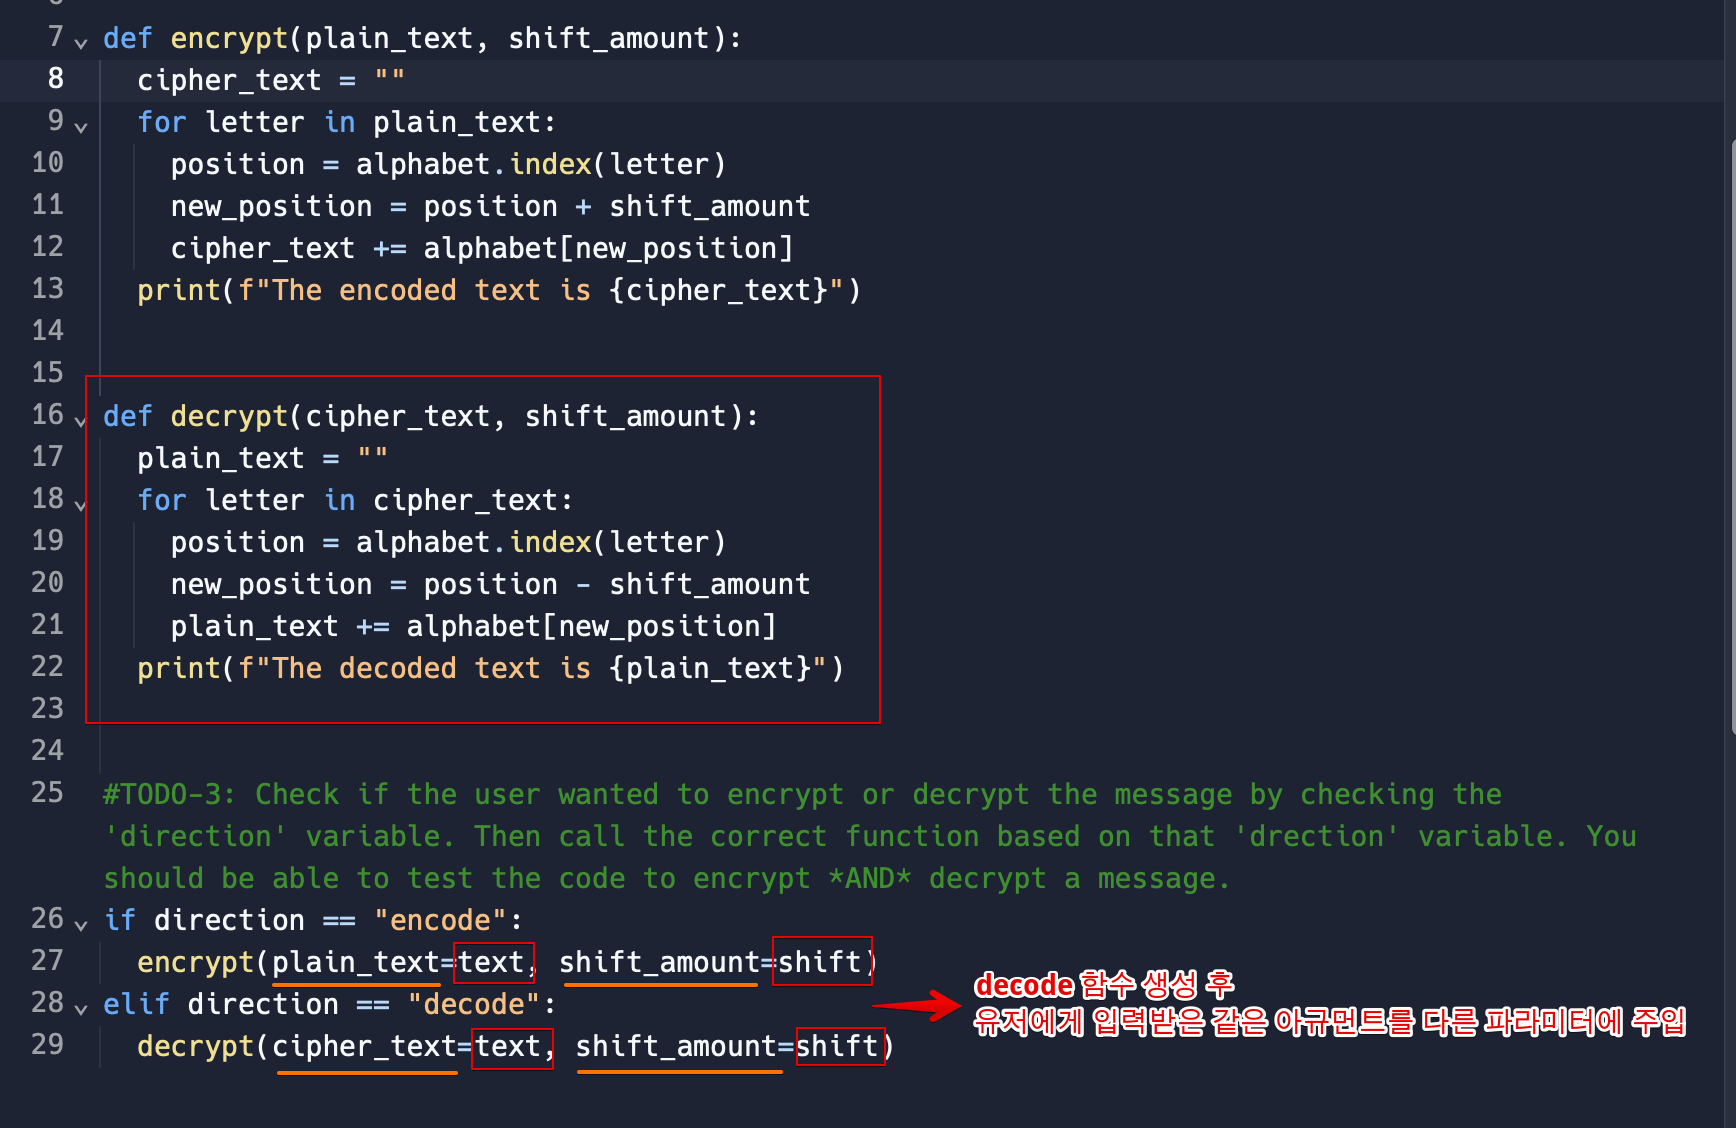 7 def encrypt(plain_text, shift_amount):
8 cipher_text = ""
9 for letter in plain_text:
10 position = alphabet.index(letter)
11 new_position = position + shift_amount
12 cipher_text += alphabet[new_position]
13 print(f"The encoded text is {cipher_text}")
14
15
16 def decrypt(cipher_text, shift_amount):
17 plain_text = ""
18 for letter in cipher_text:
19 position = alphabet.index(letter)
20 new_position = position - shift_amount
21 plain_text += alphabet[new_position]
22 print(f"The decoded text is {plain_text}")
23
24
25 #TODO-3: Check if the user wanted to encrypt or decrypt the message by checking the
'direction' variable. Then call the correct function based on that 'drection' variable. You
should be able to test the code to encrypt *AND* decrypt a message.
26 if direction == "encode":
27 encrypt(plain_text=text, shift_amount=shift)
28 elif direction == "decode":
29 decrypt(cipher_text=text, shift_amount=shift)
decode 함수 생성 후
유저에게 입력받은 같은 아규먼트를 다른 파라미터에 주입